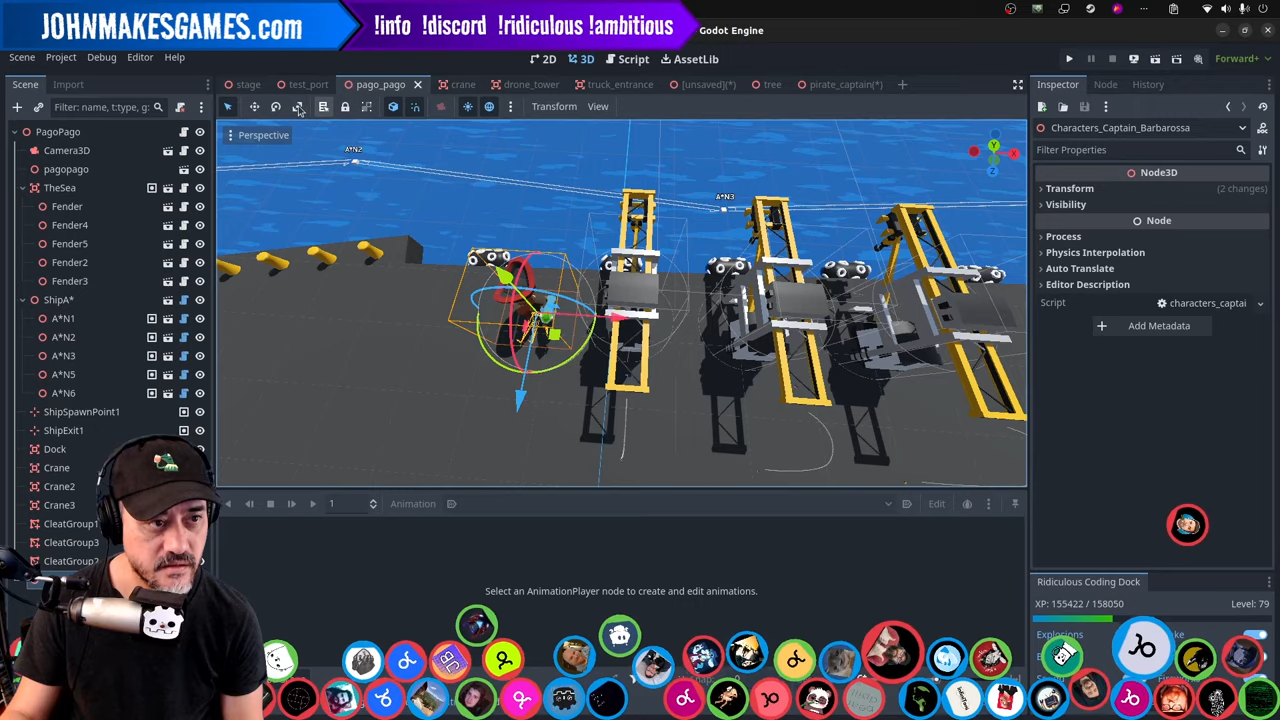 JOHNMAKESGAMES.com
!info !discord !ridiculous !ambitious
Godot Engine
Scene Project Debug Editor Help
2D 3D Script AssetLib
Forward+
Scene Import
stage test_port pago_pago crane drone_tower truck_entrance [unsaved](*) tree pirate_captain(*)
Inspector Node History
Filter: name, t:type, g:
Transform View
PagoPago
Camera3D
pagopago
TheSea
Fender
Fender4
Fender5
Fender2
Fender3
ShipA*
A*N1
A*N2
A*N3
A*N5
A*N6
ShipSpawnPoint1
ShipExit1
Dock
Crane
Crane2
Crane3
CleatGroup1
CleatGroup3
CleatGroup2
Perspective
A*N2
A*N3
1
Animation
Edit
Select an AnimationPlayer node to create and edit animations.
Characters_Captain_Barbarossa
Filter Properties
Node3D
Transform (2 changes)
Visibility
Node
Process
Physics Interpolation
Auto Translate
Editor Description
Script characters_captai
Add Metadata
Ridiculous Coding Dock
XP: 155422 / 158050 Level: 79
Explosions